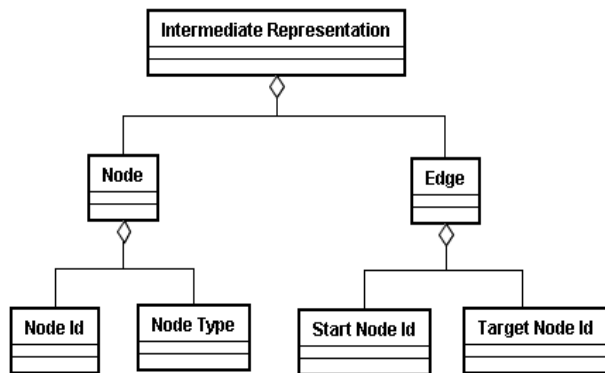 Intermediate Representation
Node
Edge
Node Id
Node Type
Start Node Id
Target Node Id